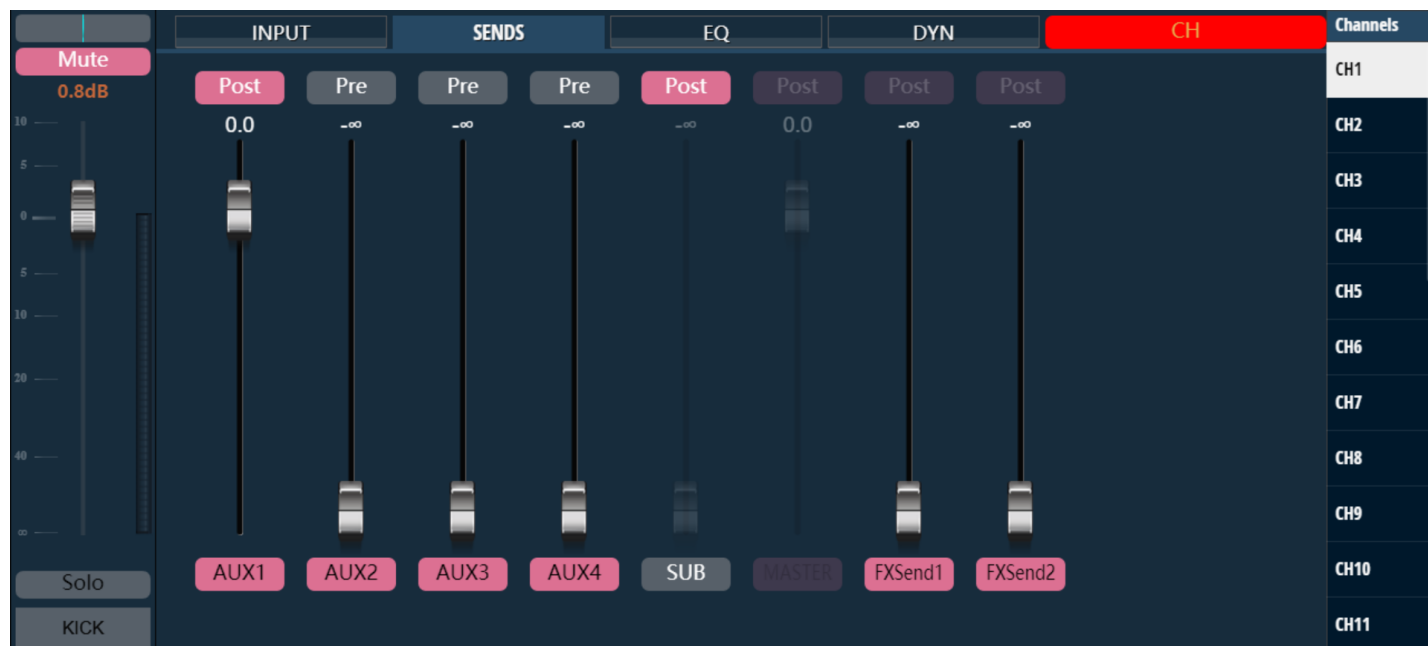 INPUT SENDS EQ DYN CH Channels
Mute
0.8dB
Post Pre Pre Pre Post Post Post Post
0.0 -∞ -∞ -∞ -∞ 0.0 -∞ -∞
10
5
0
5
10
20
40
∞
AUX1 AUX2 AUX3 AUX4 SUB MASTER FXSend1 FXSend2
Solo
KICK
CH1
CH2
CH3
CH4
CH5
CH6
CH7
CH8
CH9
CH10
CH11